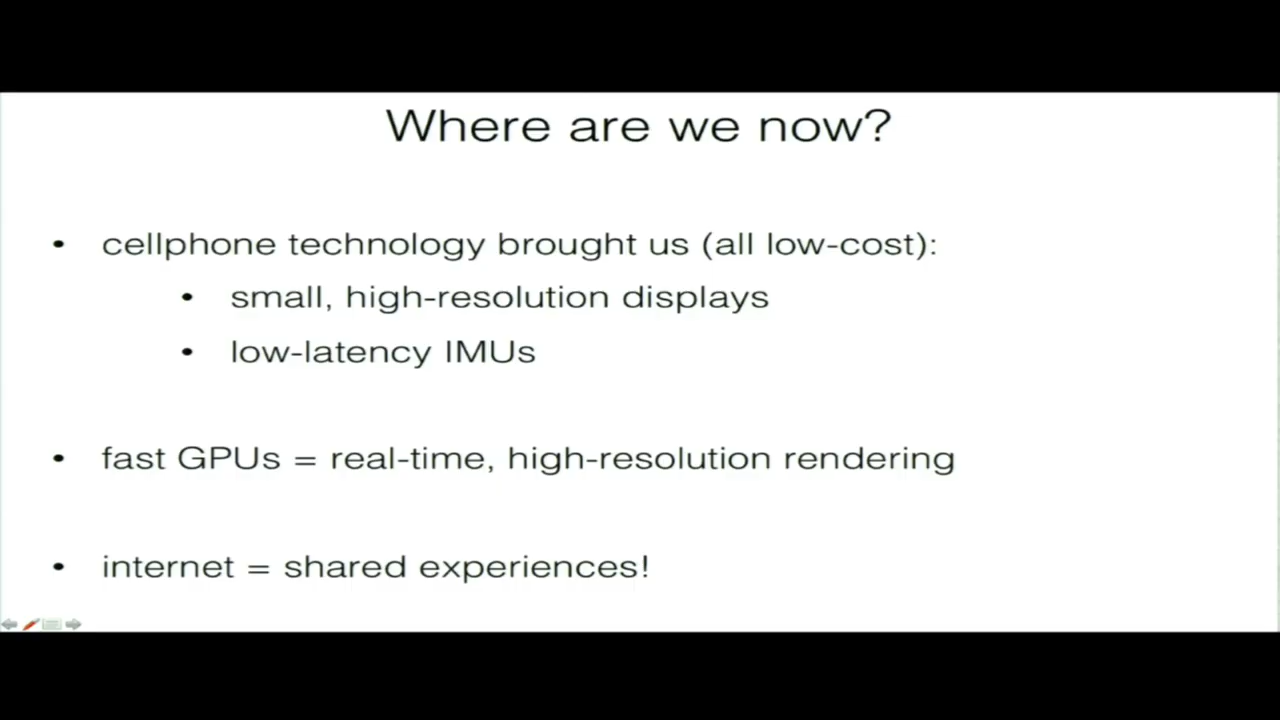 Where are we now?
• cellphone technology brought us (all low-cost):
• small, high-resolution displays
• low-latency IMUs
• fast GPUs = real-time, high-resolution rendering
• internet = shared experiences!